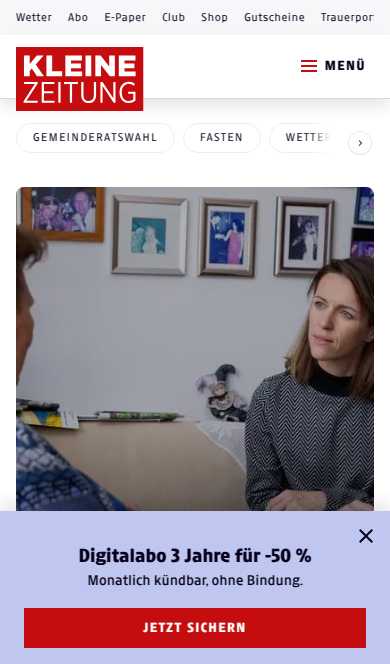 Wetter Abo E-Paper Club Shop Gutscheine Trauerport
KLEINE
ZEITUNG
MENÜ
GEMEINDERATSWAHL FASTEN WETTER
Digitalabo 3 Jahre für -50 %
Monatlich kündbar, ohne Bindung.
JETZT SICHERN